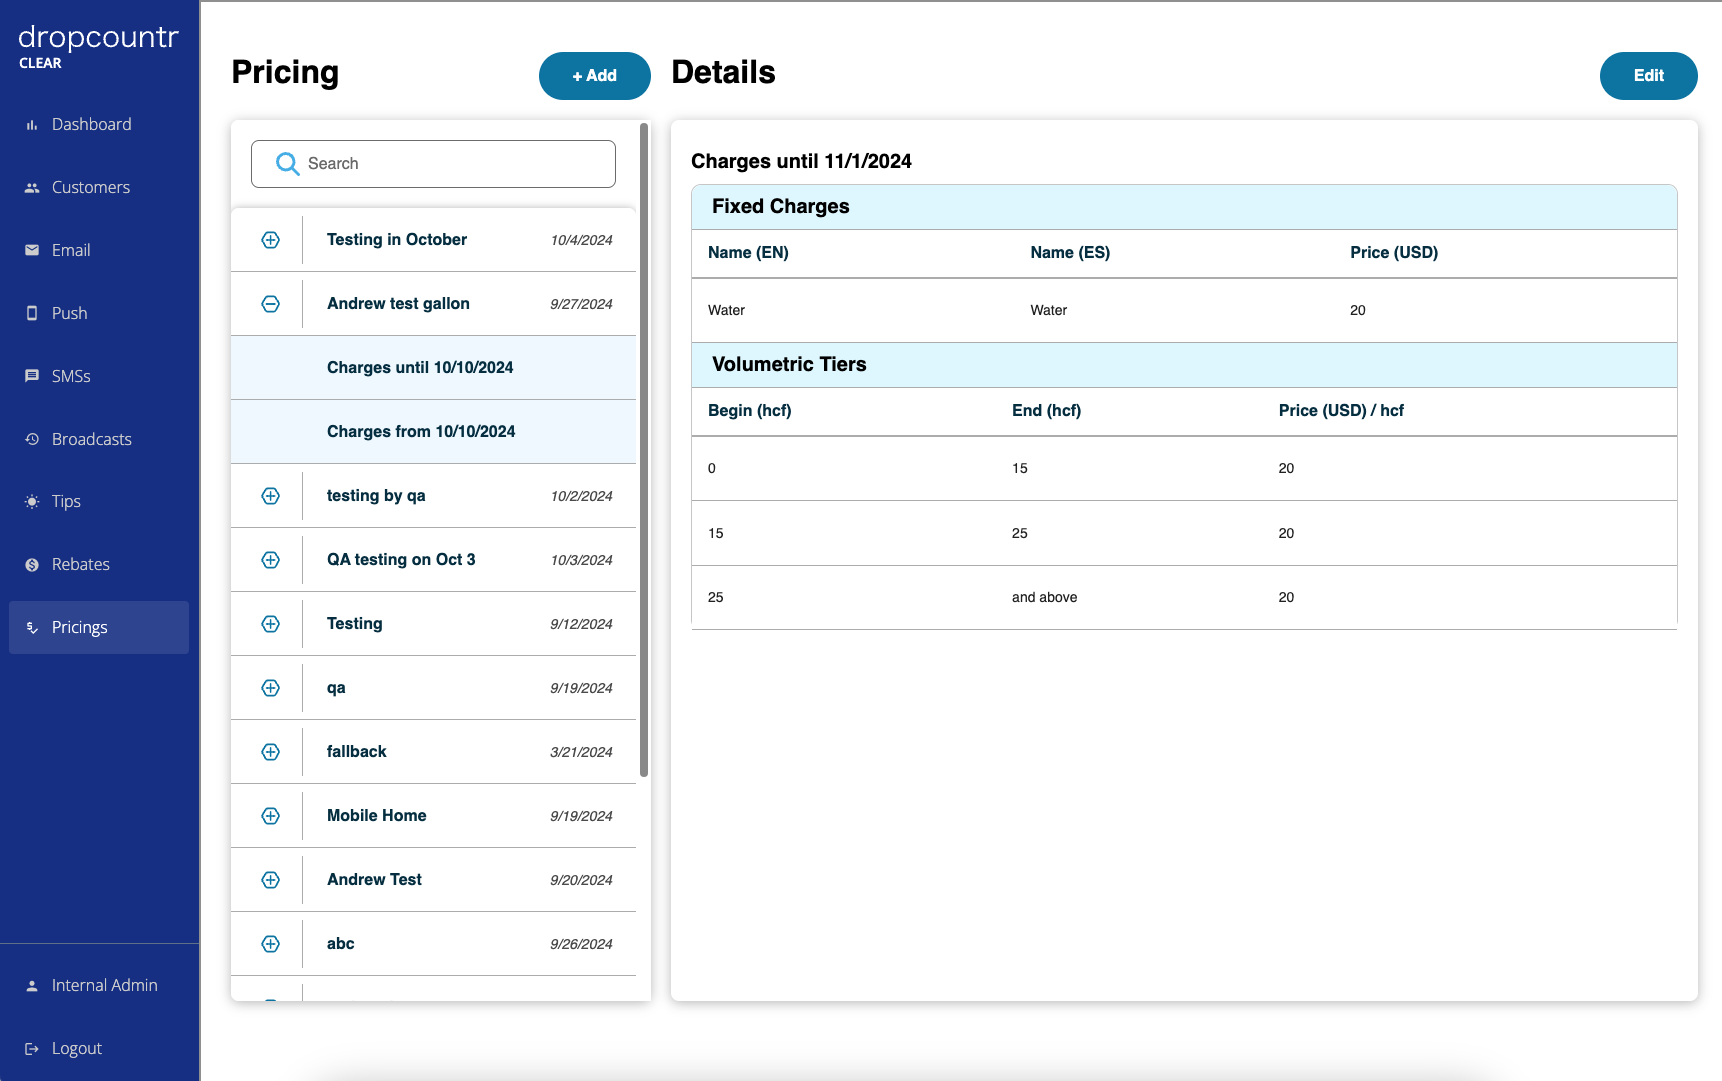 dropcountr
CLEAR
Dashboard
Customers
Email
Push
SMSs
Broadcasts
Tips
Rebates
Pricings
Internal Admin
Logout
Pricing
+ Add
Search
Testing in October 10/4/2024
Andrew test gallon 9/27/2024
Charges until 10/10/2024
Charges from 10/10/2024
testing by qa 10/2/2024
QA testing on Oct 3 10/3/2024
Testing 9/12/2024
qa 9/19/2024
fallback 3/21/2024
Mobile Home 9/19/2024
Andrew Test 9/20/2024
abc 9/26/2024
Details
Edit
Charges until 11/1/2024
Fixed Charges
Name (EN) Name (ES) Price (USD)
Water Water 20
Volumetric Tiers
Begin (hcf) End (hcf) Price (USD) / hcf
0 15 20
15 25 20
25 and above 20